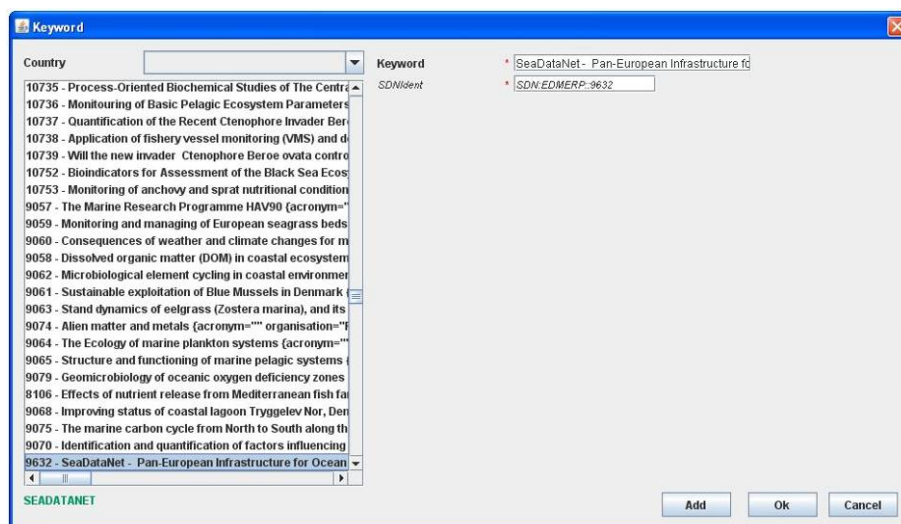 Keyword
Country
Keyword * SeaDataNet - Pan-European Infrastructure fo
SDNIdent * SDN:EDMERP::9632
10735 - Process-Oriented Biochemical Studies of The Centra
10736 - Monitouring of Basic Pelagic Ecosystem Parameters
10737 - Quantification of the Recent Ctenophore Invader Ber
10738 - Application of fishery vessel monitoring (VMS) and d
10739 - Will the new invader Ctenophore Beroe ovata contro
10752 - Bioindicators for Assessment of the Black Sea Ecos
10753 - Monitoring of anchovy and sprat nutritional condition
9057 - The Marine Research Programme HAV90 {acronym="
9059 - Monitoring and managing of European seagrass beds
9060 - Consequences of weather and climate changes for m
9058 - Dissolved organic matter (DOM) in coastal ecosystem
9062 - Microbiological element cycling in coastal environmen
9061 - Sustainable exploitation of Blue Mussels in Denmark {
9063 - Stand dynamics of eelgrass (Zostera marina), and its
9074 - Alien matter and metals {acronym="" organisation="F
9064 - The Ecology of marine plankton systems {acronym=""
9065 - Structure and functioning of marine pelagic systems {
9079 - Geomicrobiology of oceanic oxygen deficiency zones
8106 - Effects of nutrient release from Mediterranean fish fa
9068 - Improving status of coastal lagoon Tryggelev Nor, Den
9075 - The marine carbon cycle from North to South along th
9070 - Identification and quantification of factors influencing
9632 - SeaDataNet - Pan-European Infrastructure for Ocean
SEADATANET
Add Ok Cancel